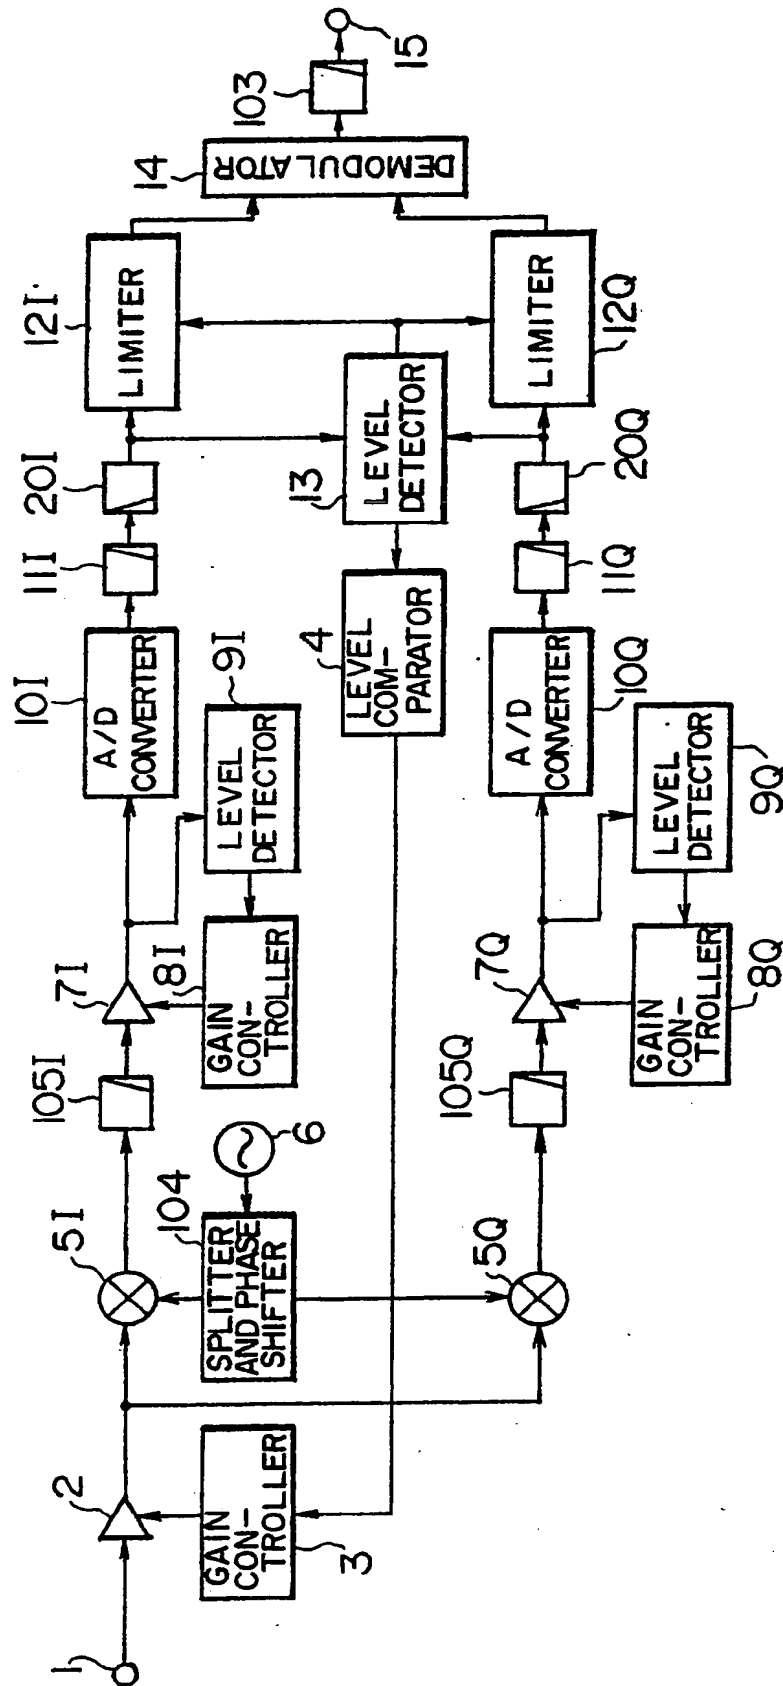 1
2
GAIN
CON-
TROLLER
3
5I
SPLITTER
AND PHASE
SHIFTER
104
6
5Q
105I
7I
GAIN
CON-
TROLLER
8I
LEVEL
DETECTOR
9I
105Q
7Q
GAIN
CON-
TROLLER
8Q
LEVEL
DETECTOR
9Q
A/D
CONVERTER
10I
11I
20I
LIMITER
12I
LEVEL
COM-
PARATOR
4
LEVEL
DETECTOR
13
A/D
CONVERTER
10Q
11Q
20Q
LIMITER
12Q
DEMODULATOR
14
103
15